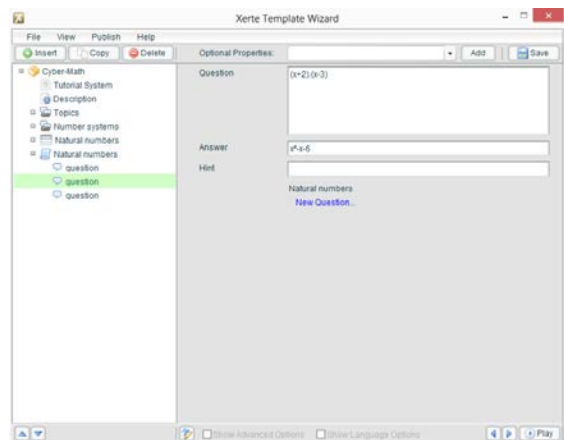 Xerte Template Wizard
File View Publish Help
Insert Copy Delete Optional Properties: Add Save
Cyber-Math
Tutorial System
Description
Topics
Number systems
Natural numbers
Natural numbers
question
question
question
Question
(x+2).(x-3)
Answer
x²-x-6
Hint
Natural numbers
New Question...
Show Advanced Options Show Language Options Play